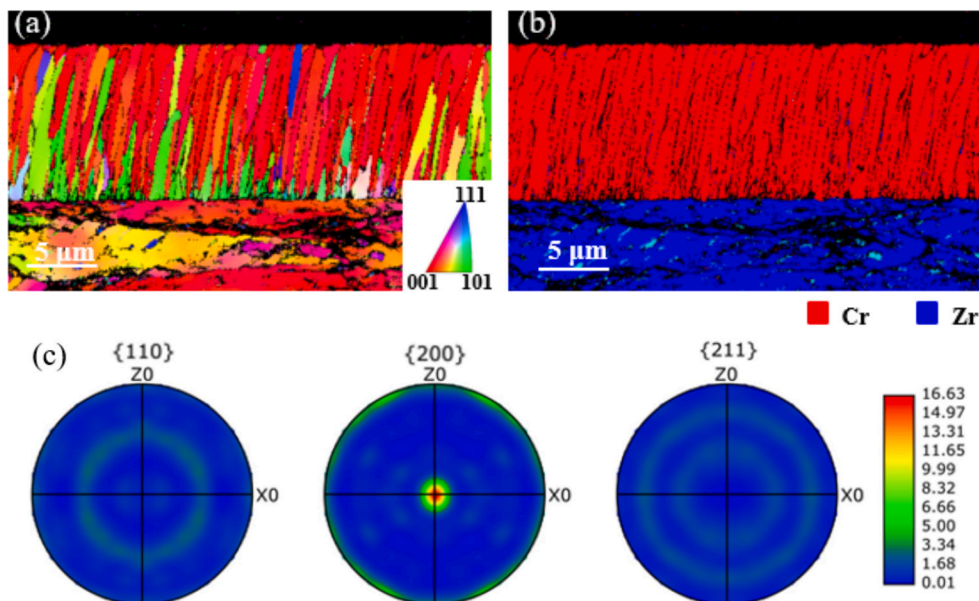 (a)
(b)
111
001 101
5 μm
5 μm
Cr Zr
(c)
{110} {200} {211}
Z0 Z0 Z0
X0 X0 X0
16.63
14.97
13.31
11.65
9.99
8.32
6.66
5.00
3.34
1.68
0.01